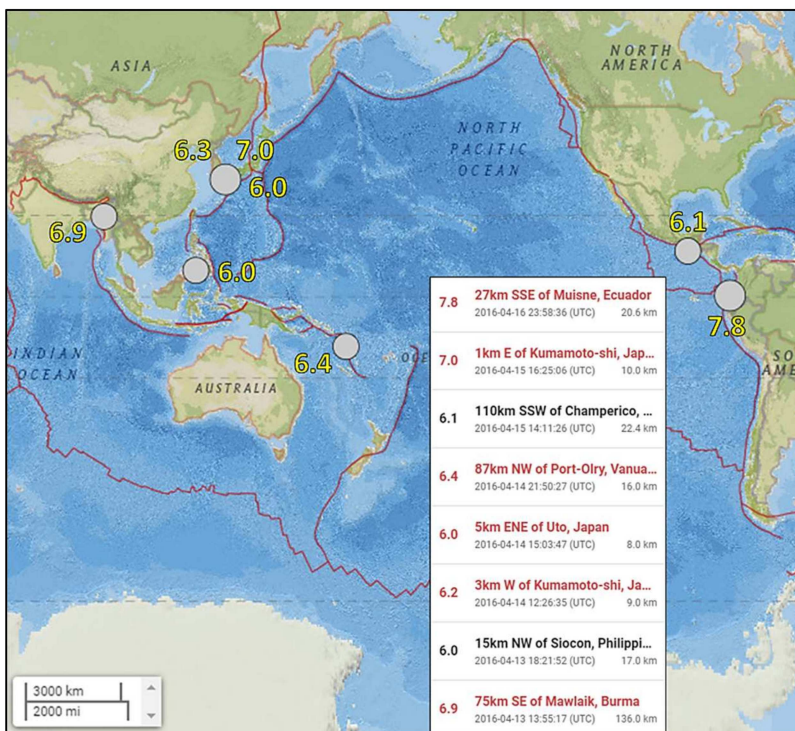 ASIA
NORTH
AMERICA
NORTH
PACIFIC
OCEAN
6.3
7.0
6.0
6.9
6.1
6.0
7.8
6.4
INDIAN
OCEAN
AUSTRALIA
OCE
SO
AME
7.8 27km SSE of Muisne, Ecuador
2016-04-16 23:58:36 (UTC) 20.6 km
7.0 1km E of Kumamoto-shi, Jap...
2016-04-15 16:25:06 (UTC) 10.0 km
6.1 110km SSW of Champerico, ...
2016-04-15 14:11:26 (UTC) 22.4 km
6.4 87km NW of Port-Olry, Vanua...
2016-04-14 21:50:27 (UTC) 16.0 km
6.0 5km ENE of Uto, Japan
2016-04-14 15:03:47 (UTC) 8.0 km
6.2 3km W of Kumamoto-shi, Ja...
2016-04-14 12:26:35 (UTC) 9.0 km
6.0 15km NW of Siocon, Philippi...
2016-04-13 18:21:52 (UTC) 17.0 km
6.9 75km SE of Mawlaik, Burma
2016-04-13 13:55:17 (UTC) 136.0 km
3000 km
2000 mi